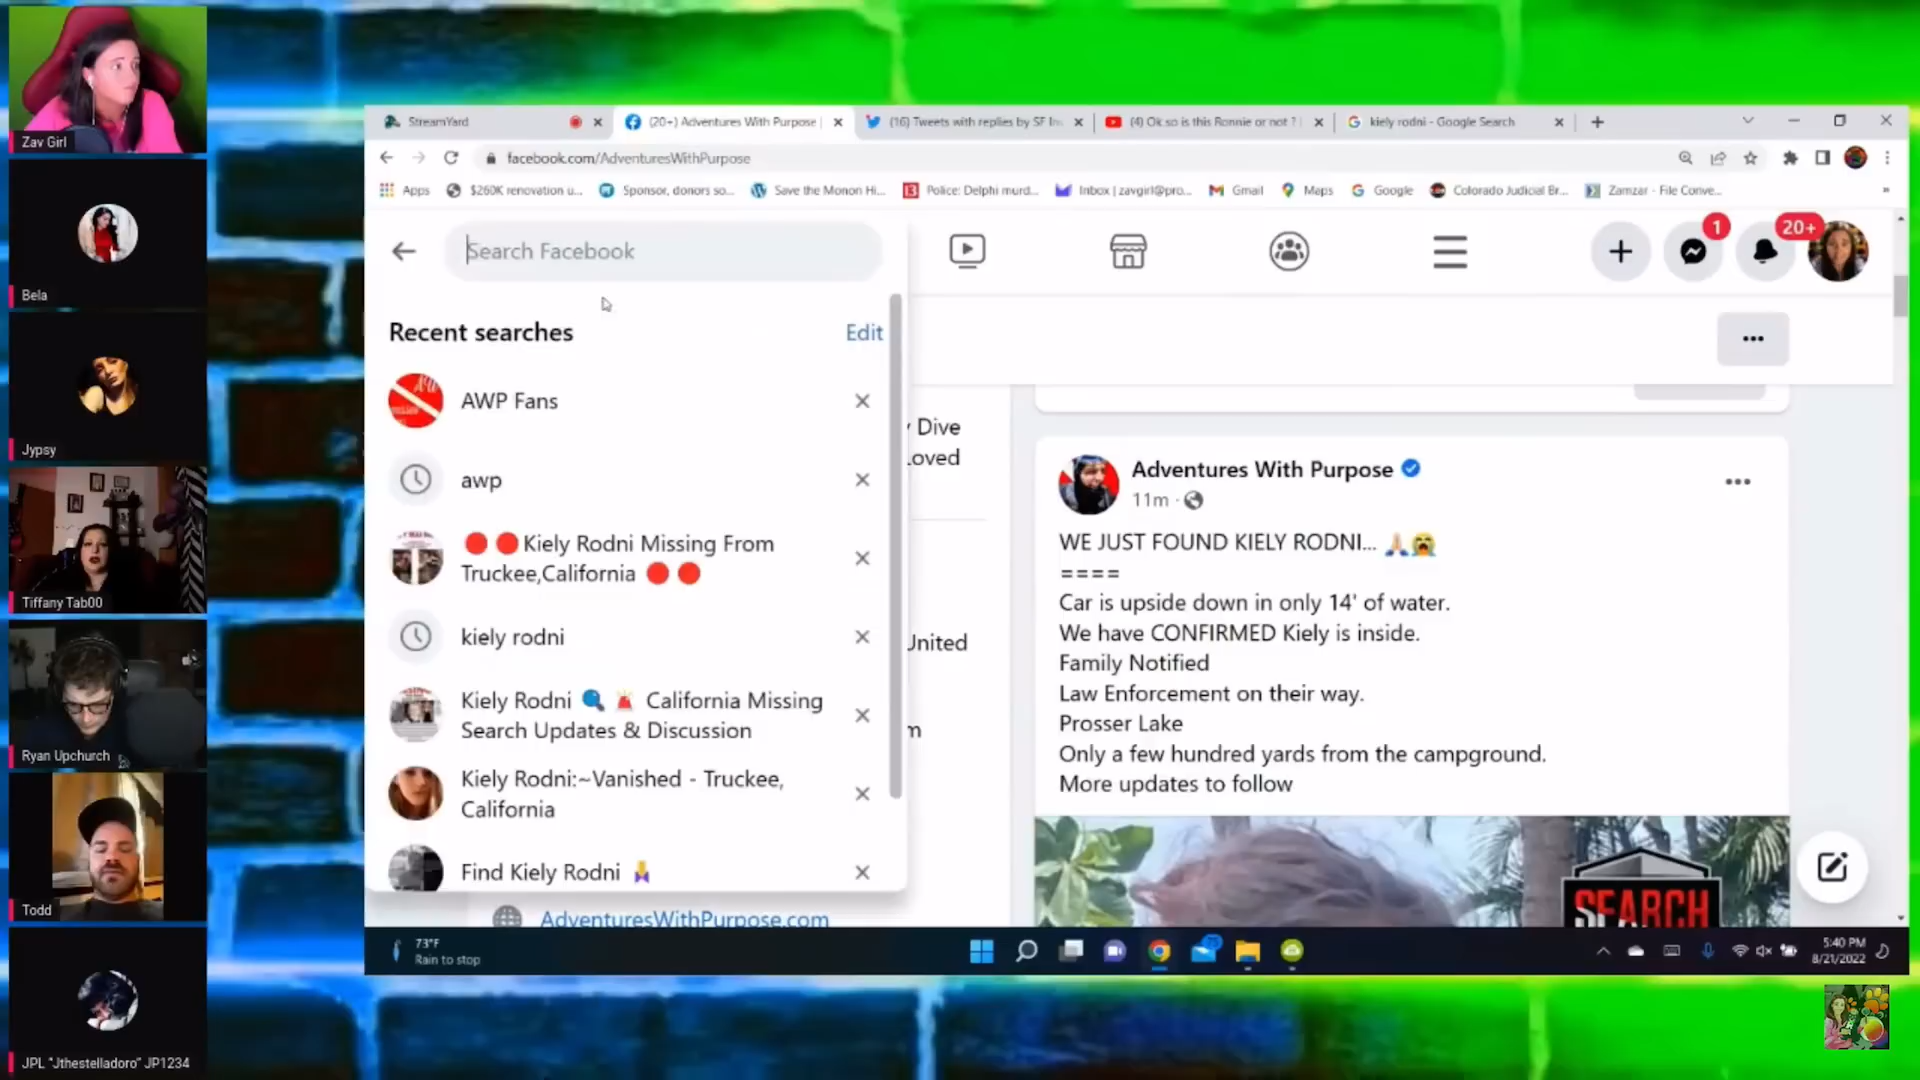 Zav Girl
Bela
Jypsy
Tiffany Tab00
Ryan Upchurch
Todd
JPL "Jthestelladoro" JP1234
StreamYard
(20+) Adventures With Purpose |
(16) Tweets with replies by SF In
(4) Ok so is this Ronnie or not ? |
kiely rodni - Google Search
facebook.com/AdventuresWithPurpose
Apps
$260K renovation u...
Sponsor, donors so...
Save the Monon Hi...
Police: Delphi murd...
Inbox | zavgirl@pro...
Gmail
Maps
Google
Colorado Judicial Br...
Zamzar - File Conve...
Search Facebook
1
20+
Recent searches
Edit
AWP Fans
awp
🔴 🔴Kiely Rodni Missing From
Truckee,California 🔴 🔴
kiely rodni
Kiely Rodni 🔍 🚨 California Missing
Search Updates & Discussion
Kiely Rodni:~Vanished - Truckee,
California
Find Kiely Rodni
Dive
Loved
United
m
AdventuresWithPurpose.com
Adventures With Purpose
11m ·
WE JUST FOUND KIELY RODNI... 🙏😭
====
Car is upside down in only 14' of water.
We have CONFIRMED Kiely is inside.
Family Notified
Law Enforcement on their way.
Prosser Lake
Only a few hundred yards from the campground.
More updates to follow
SEARCH
73°F
Rain to stop
5:40 PM
8/21/2022